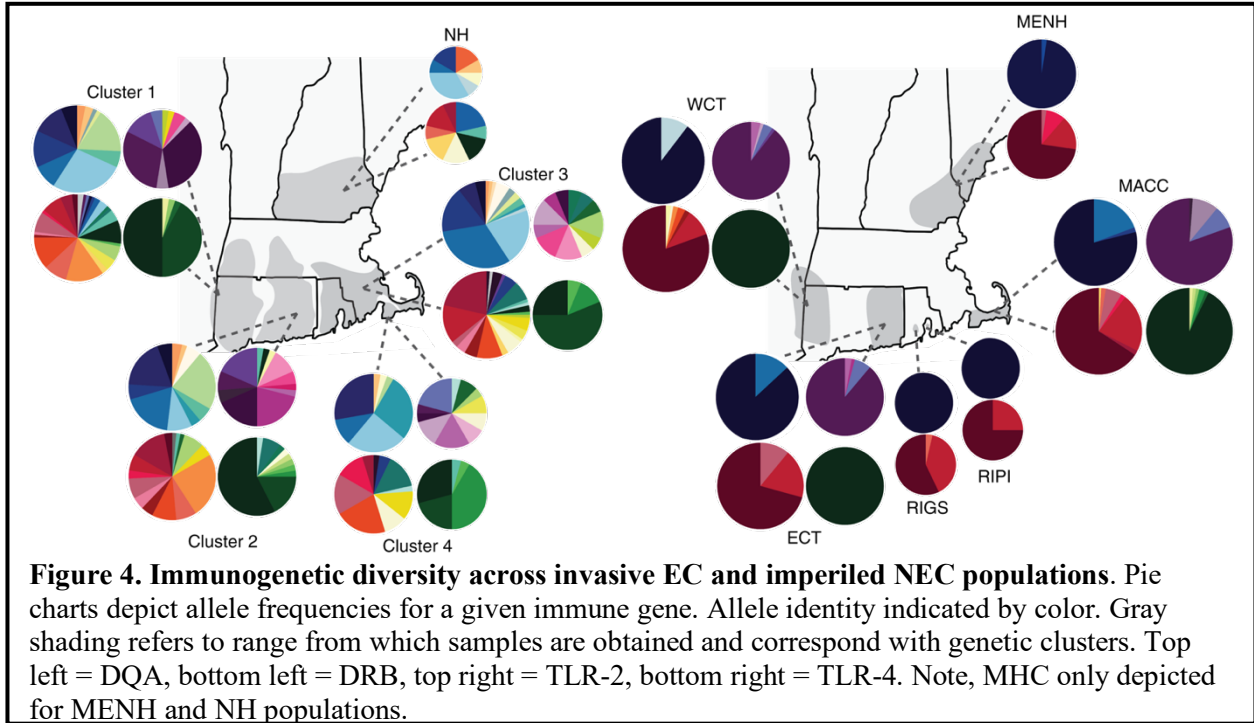 NH
Cluster 1
Cluster 3
Cluster 2
Cluster 4
MENH
WCT
MACC
RIPI
RIGS
ECT
Figure 4. Immunogenetic diversity across invasive EC and imperiled NEC populations. Pie
charts depict allele frequencies for a given immune gene. Allele identity indicated by color. Gray
shading refers to range from which samples are obtained and correspond with genetic clusters. Top
left = DQA, bottom left = DRB, top right = TLR-2, bottom right = TLR-4. Note, MHC only depicted
for MENH and NH populations.